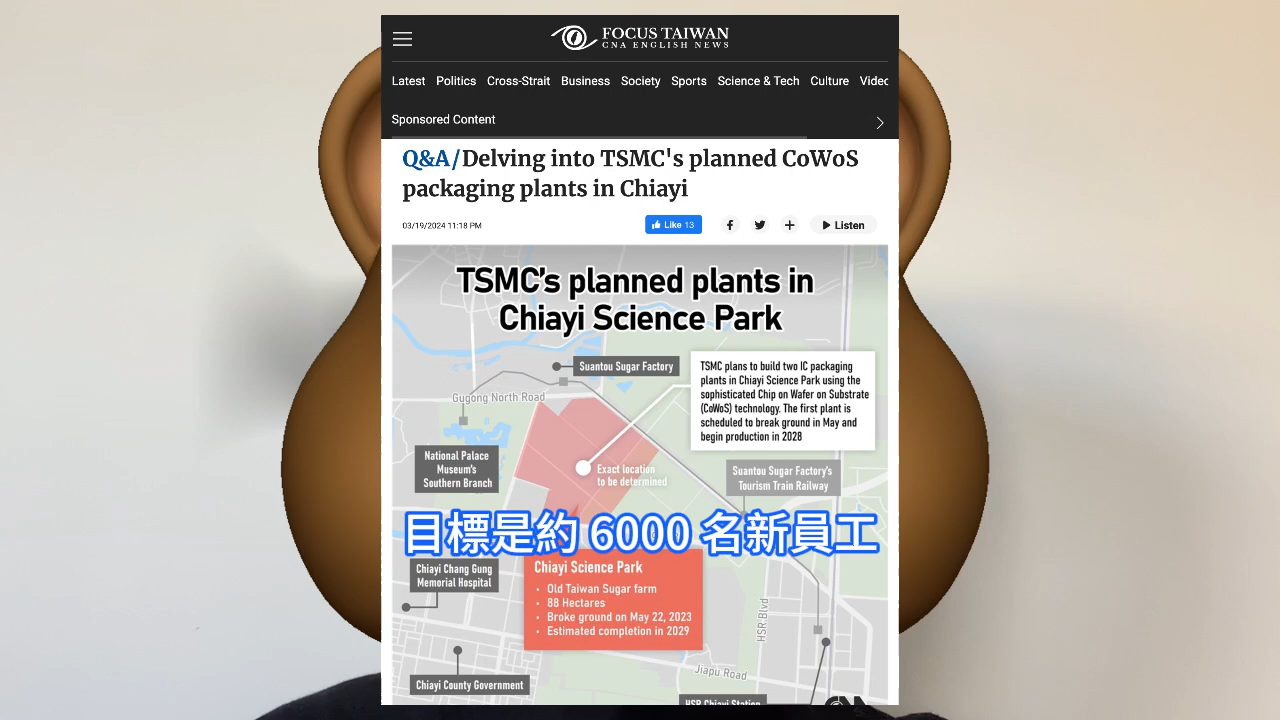 FOCUS TAIWAN
CNA ENGLISH NEWS
Latest Politics Cross-Strait Business Society Sports Science & Tech Culture Video
Sponsored Content
Q&A/Delving into TSMC's planned CoWoS
packaging plants in Chiayi
03/19/2024 11:18 PM
Like 13
Listen
TSMC's planned plants in
Chiayi Science Park
Suantou Sugar Factory
TSMC plans to build two IC packaging
plants in Chiayi Science Park using the
sophisticated Chip on Wafer on Substrate
(CoWoS) technology. The first plant is
scheduled to break ground in May and
begin production in 2028
Gugong North Road
National Palace
Museum's
Southern Branch
Exact location
to be determined
Suantou Sugar Factory's
Tourism Train Railway
目標是約 6000 名新員工
Chiayi Chang Gung
Memorial Hospital
Chiayi Science Park
• Old Taiwan Sugar farm
• 88 Hectares
• Broke ground on May 22, 2023
• Estimated completion in 2029
HSR Blvd
Jiapu Road
Chiayi County Government
HSR Chiayi Station